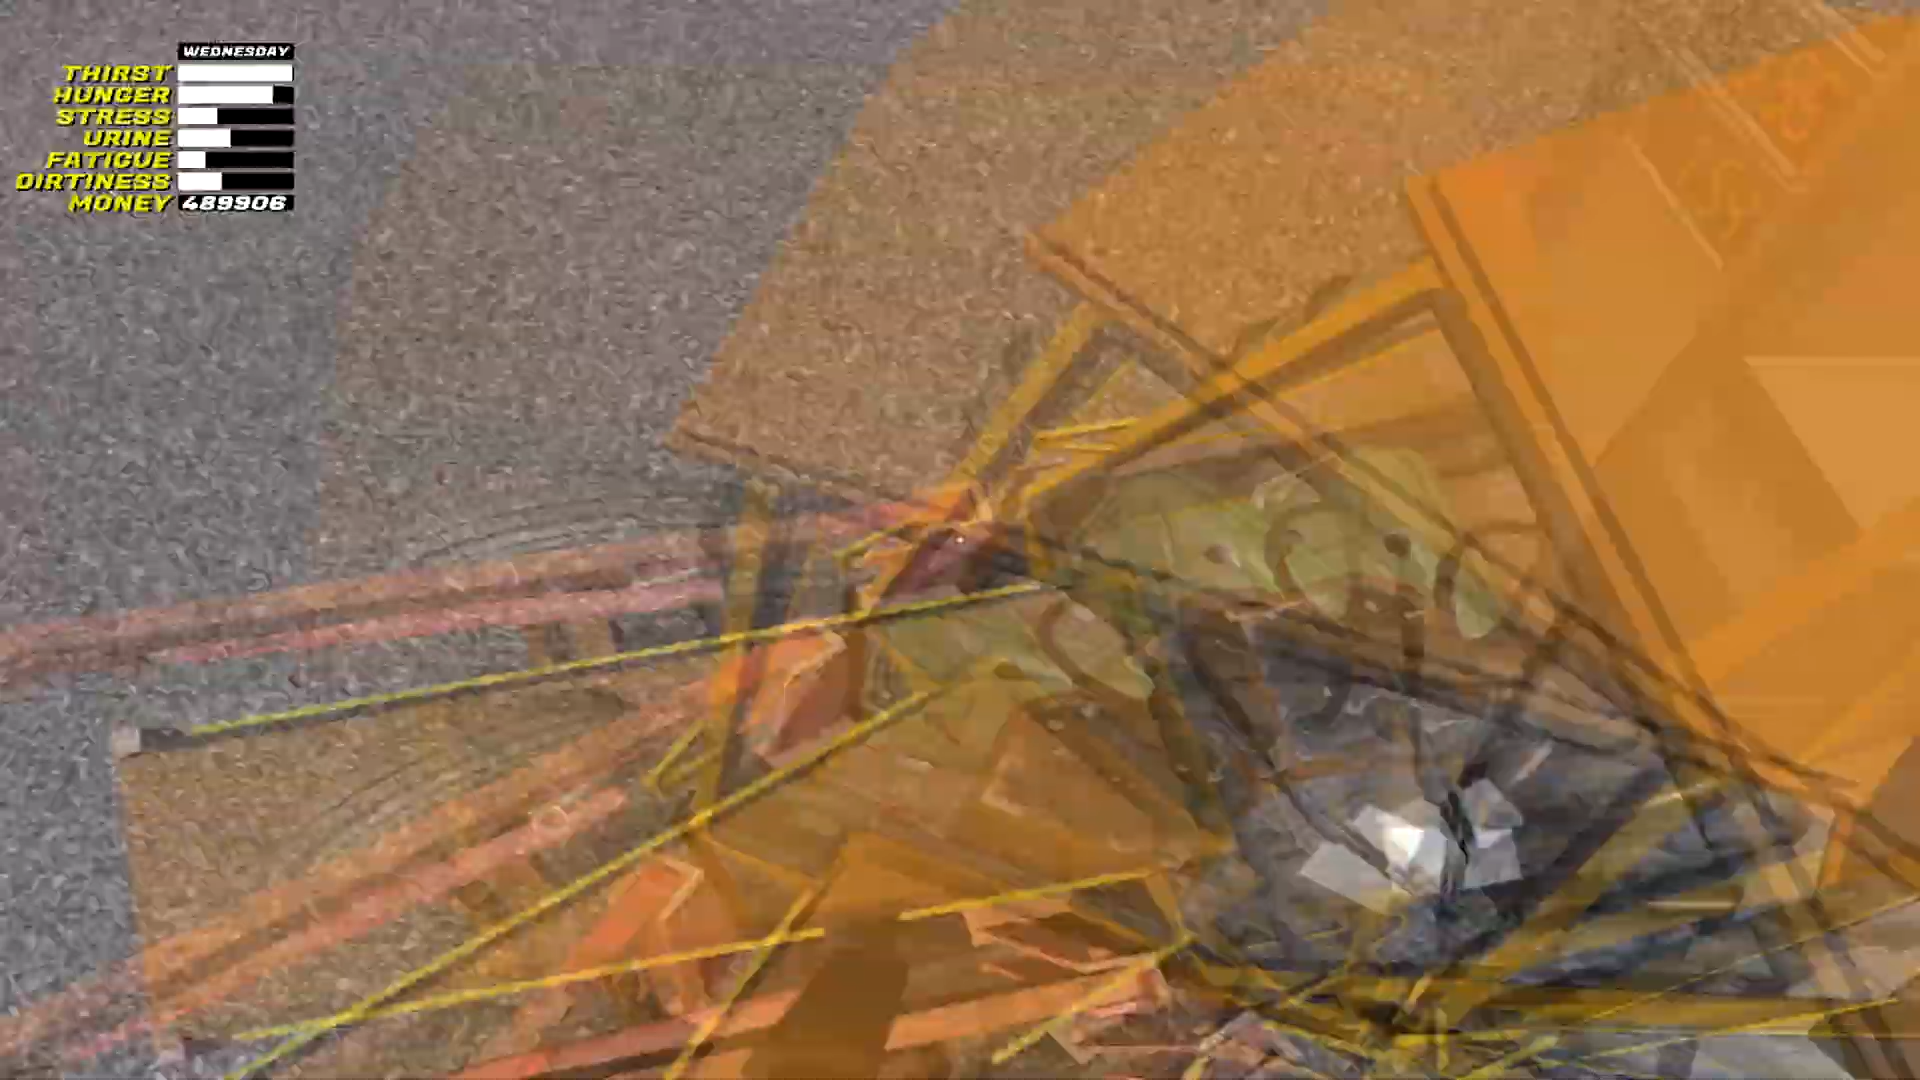 WEDNESDAY
THIRST
HUNGER
STRESS
URINE
FATIGUE
DIRTINESS
MONEY 489906